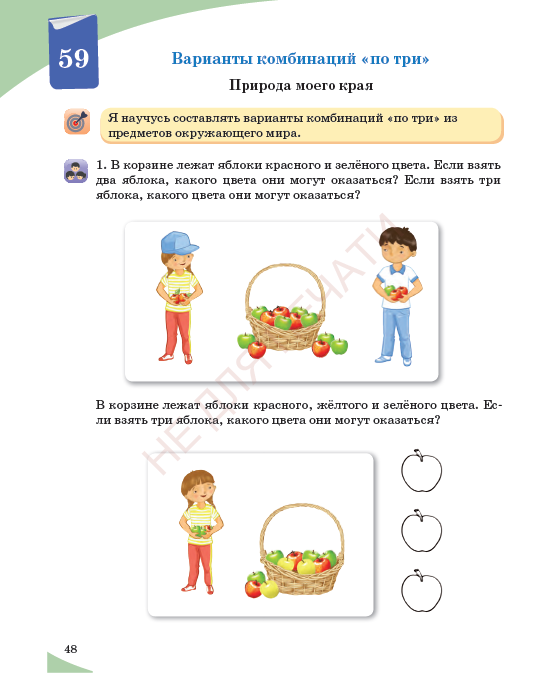 59
Варианты комбинаций «по три»
Природа моего края
Я научусь составлять варианты комбинаций «по три» из
предметов окружающего мира.
1. В корзине лежат яблоки красного и зелёного цвета. Если взять
два яблока, какого цвета они могут оказаться? Если взять три
яблока, какого цвета они могут оказаться?
НЕ ДЛЯ ПЕЧАТИ
В корзине лежат яблоки красного, жёлтого и зелёного цвета. Ес-
ли взять три яблока, какого цвета они могут оказаться?
48